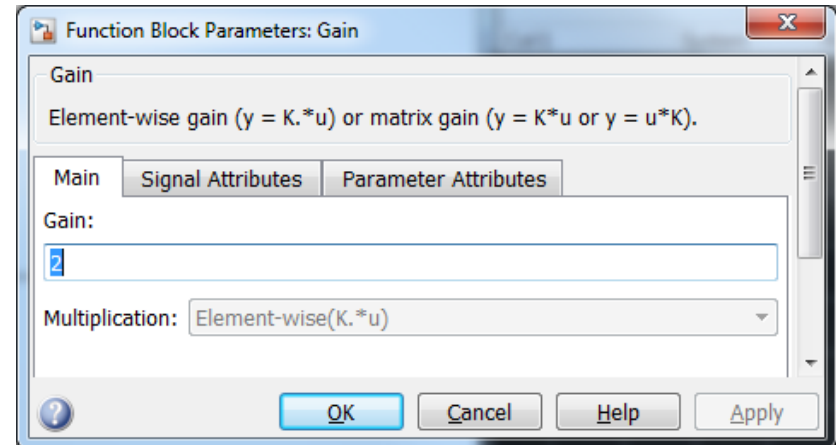 Function Block Parameters: Gain
Gain
Element-wise gain (y = K.*u) or matrix gain (y = K*u or y = u*K).
Main Signal Attributes Parameter Attributes
Gain:
2
Multiplication: Element-wise(K.*u)
OK Cancel Help Apply